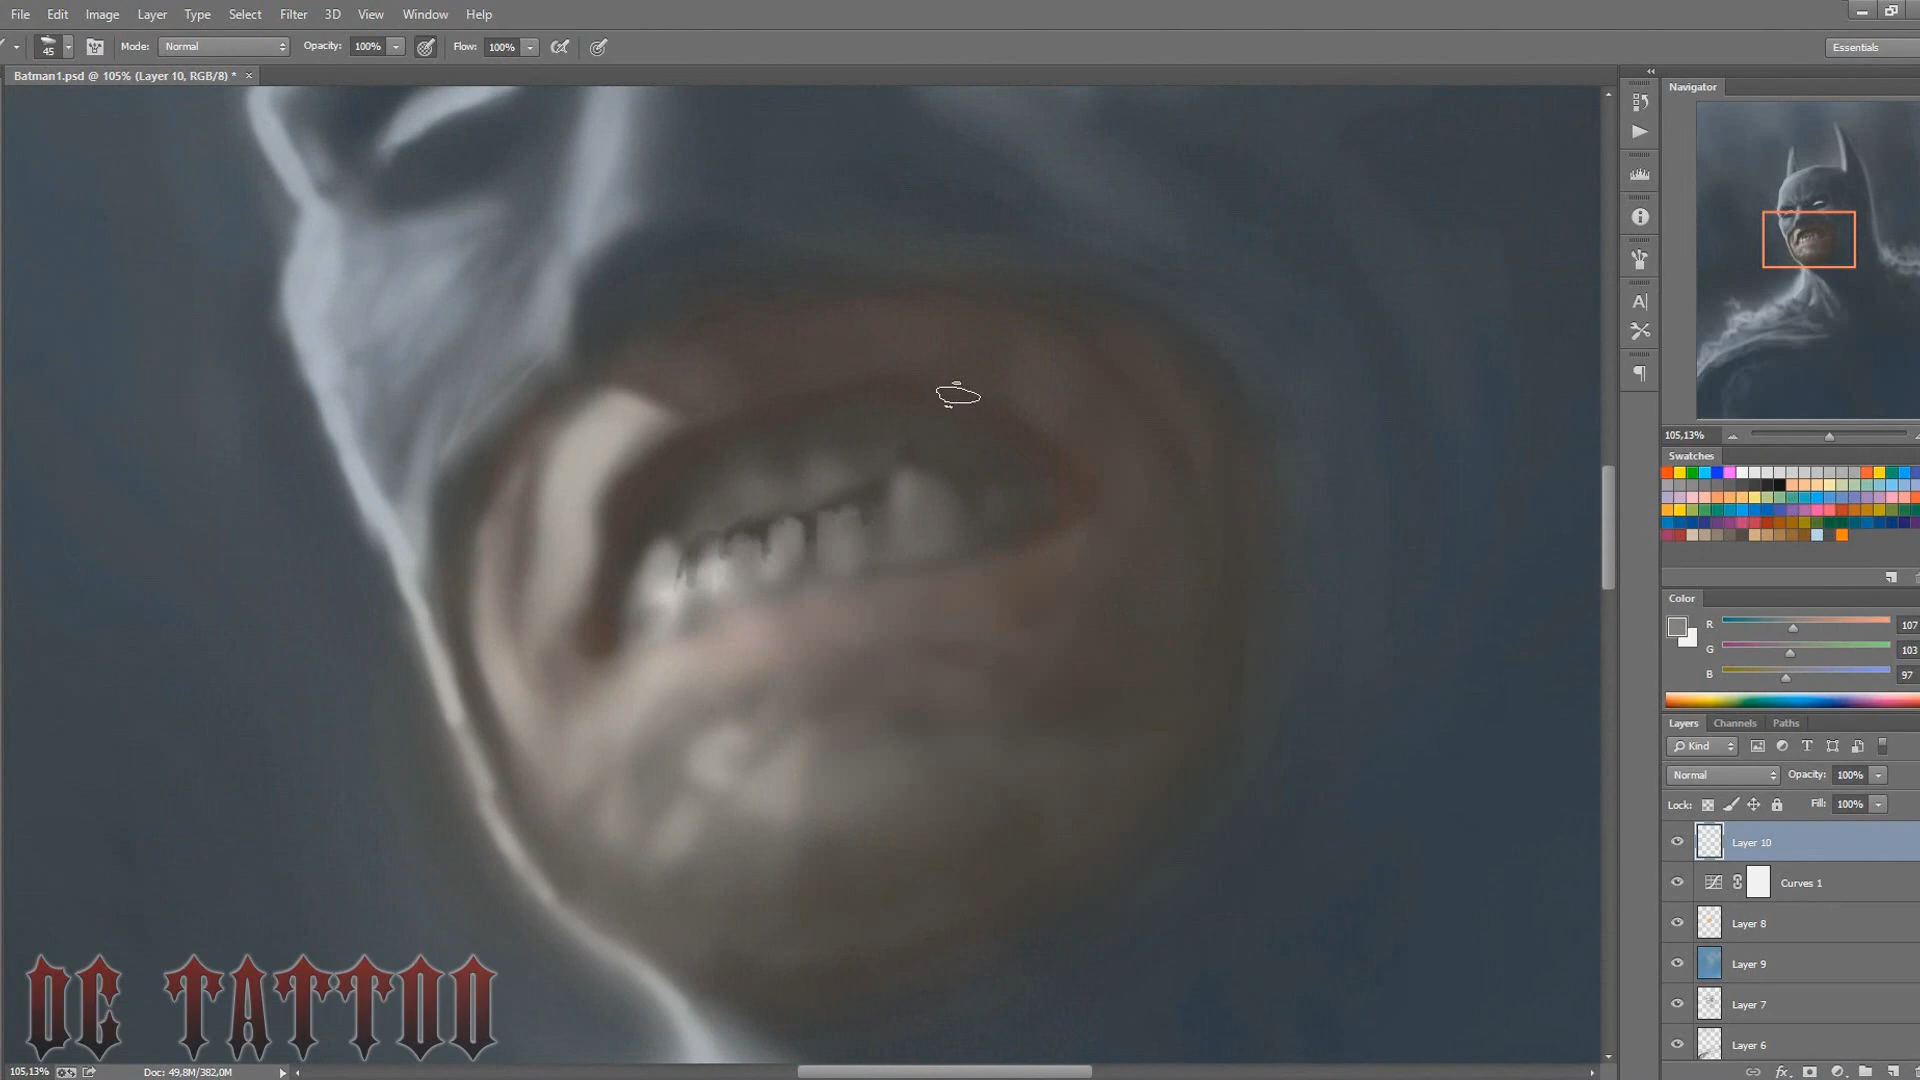 File Edit Image Layer Type Select Filter 3D View Window Help
45 Mode: Normal Opacity: 100% Flow: 100% Essentials
Batman1.psd @ 105% (Layer 10, RGB/8) * ×
Navigator
105,13%
Swatches
Color
R 107
G 103
B 97
Layers Channels Paths
Kind
Normal Opacity: 100%
Lock: Fill: 100%
Layer 10
Curves 1
Layer 8
Layer 9
Layer 7
Layer 6
DE TATTOO
105,13% Doc: 49,8M/382,0M